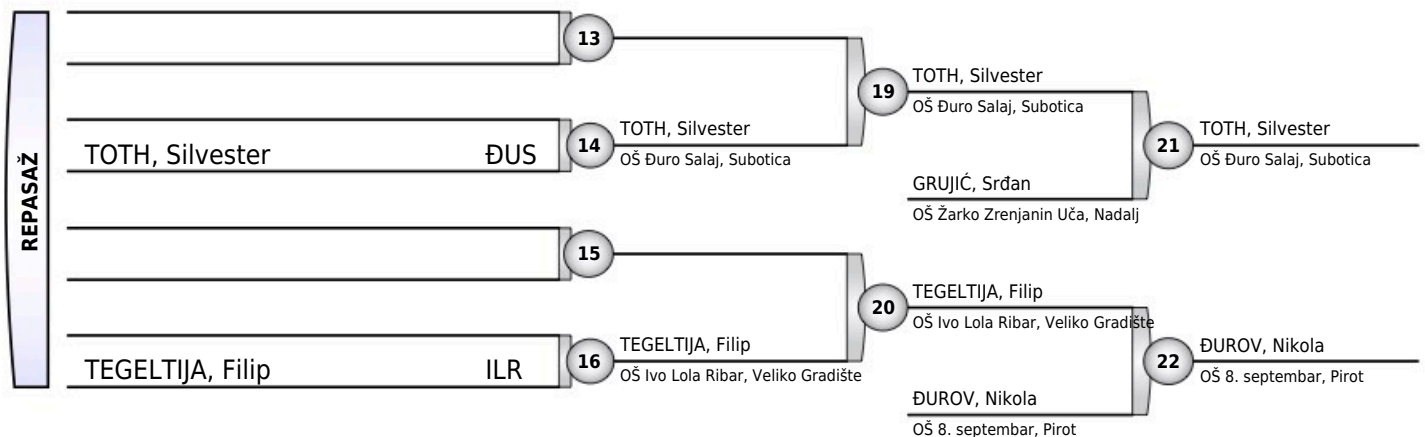 REPASAŽ
13
TOTH, Silvester ĐUS
14
TOTH, Silvester
OŠ Đuro Salaj, Subotica
15
TEGELTIJA, Filip ILR
16
TEGELTIJA, Filip
OŠ Ivo Lola Ribar, Veliko Gradište
19
TOTH, Silvester
OŠ Đuro Salaj, Subotica
GRUJIĆ, Srđan
OŠ Žarko Zrenjanin Uča, Nadalj
20
TEGELTIJA, Filip
OŠ Ivo Lola Ribar, Veliko Gradište
ĐUROV, Nikola
OŠ 8. septembar, Pirot
21
TOTH, Silvester
OŠ Đuro Salaj, Subotica
22
ĐUROV, Nikola
OŠ 8. septembar, Pirot